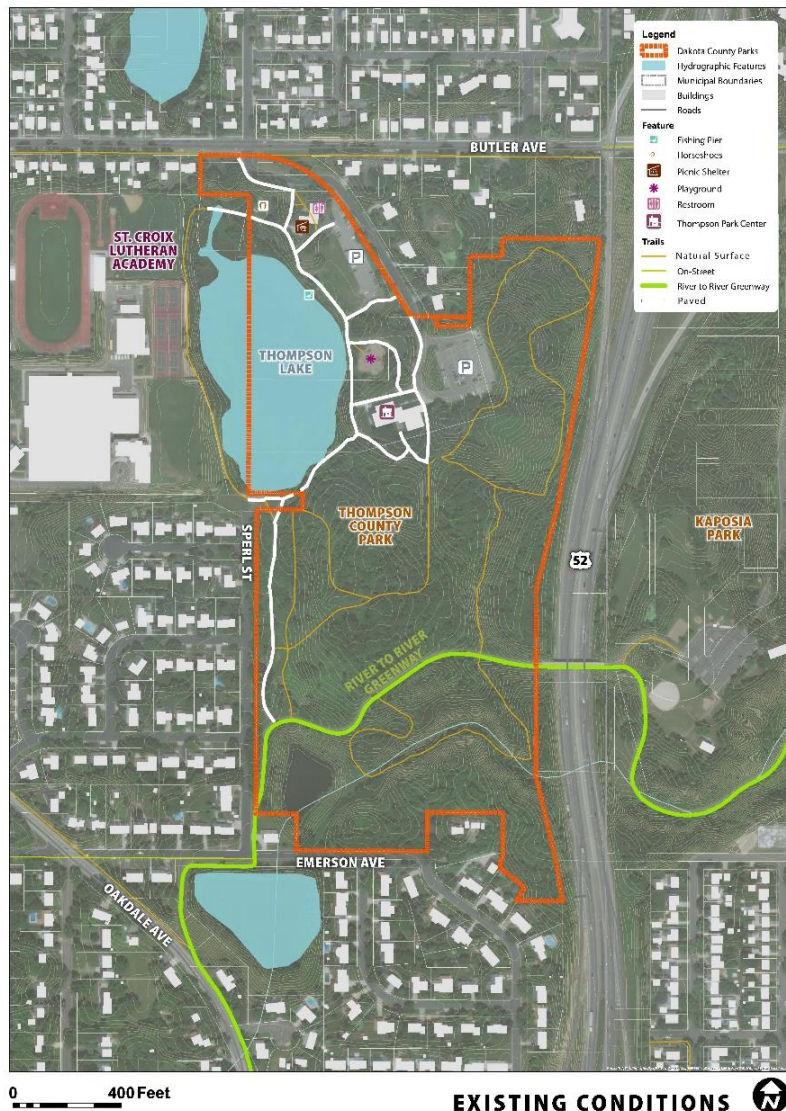 Legend
Dakota County Parks
Hydrographic Features
Municipal Boundaries
Buildings
Roads
Feature
Fishing Pier
Horseshoes
Picnic Shelter
Playground
Restroom
Thompson Park Center
Trails
Natural Surface
On-Street
River to River Greenway
Paved
BUTLER AVE
ST. CROIX
LUTHERAN
ACADEMY
P
THOMPSON
LAKE
P
THOMPSON
COUNTY
PARK
KAPOSIA
PARK
SPERL ST
52
RIVER TO RIVER
GREENWAY
EMERSON AVE
OAKDALE AVE
0 400 Feet
EXISTING CONDITIONS
N